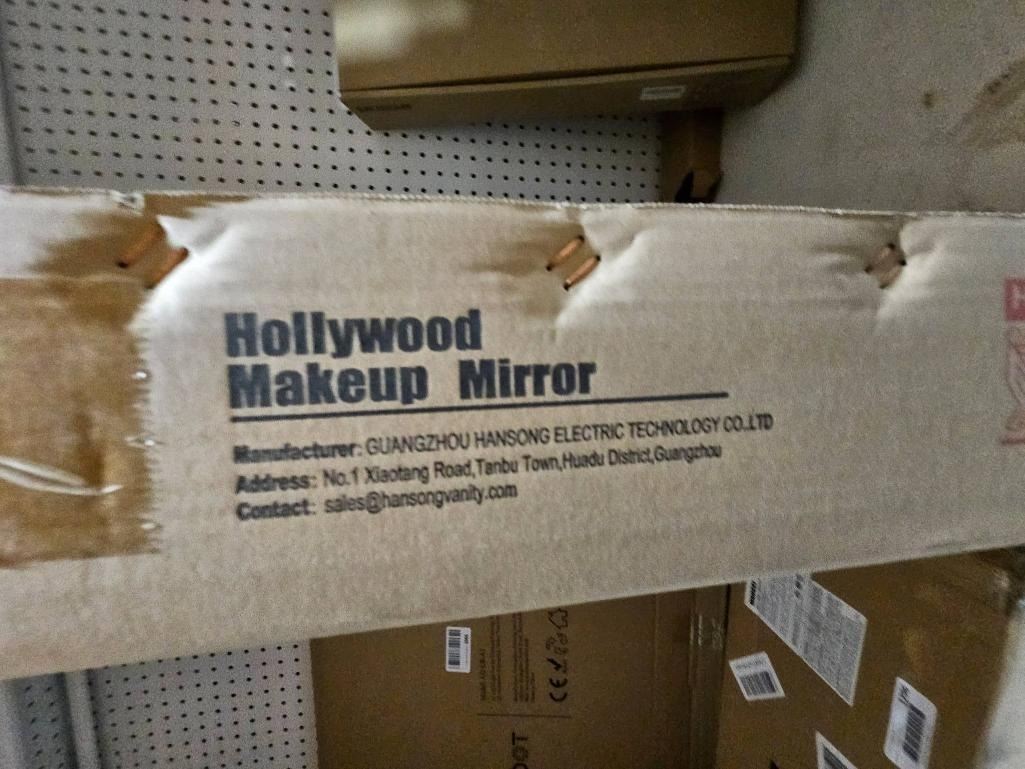 Hollywood
Makeup Mirror
Manufacturer: GUANGZHOU HANSONG ELECTRIC TECHNOLOGY CO.,LTD
Address: No.1 Xiaotang Road,Tanbu Town,Huadu District,Guangzhou
Contact: sales@hansongvanity.com
CE